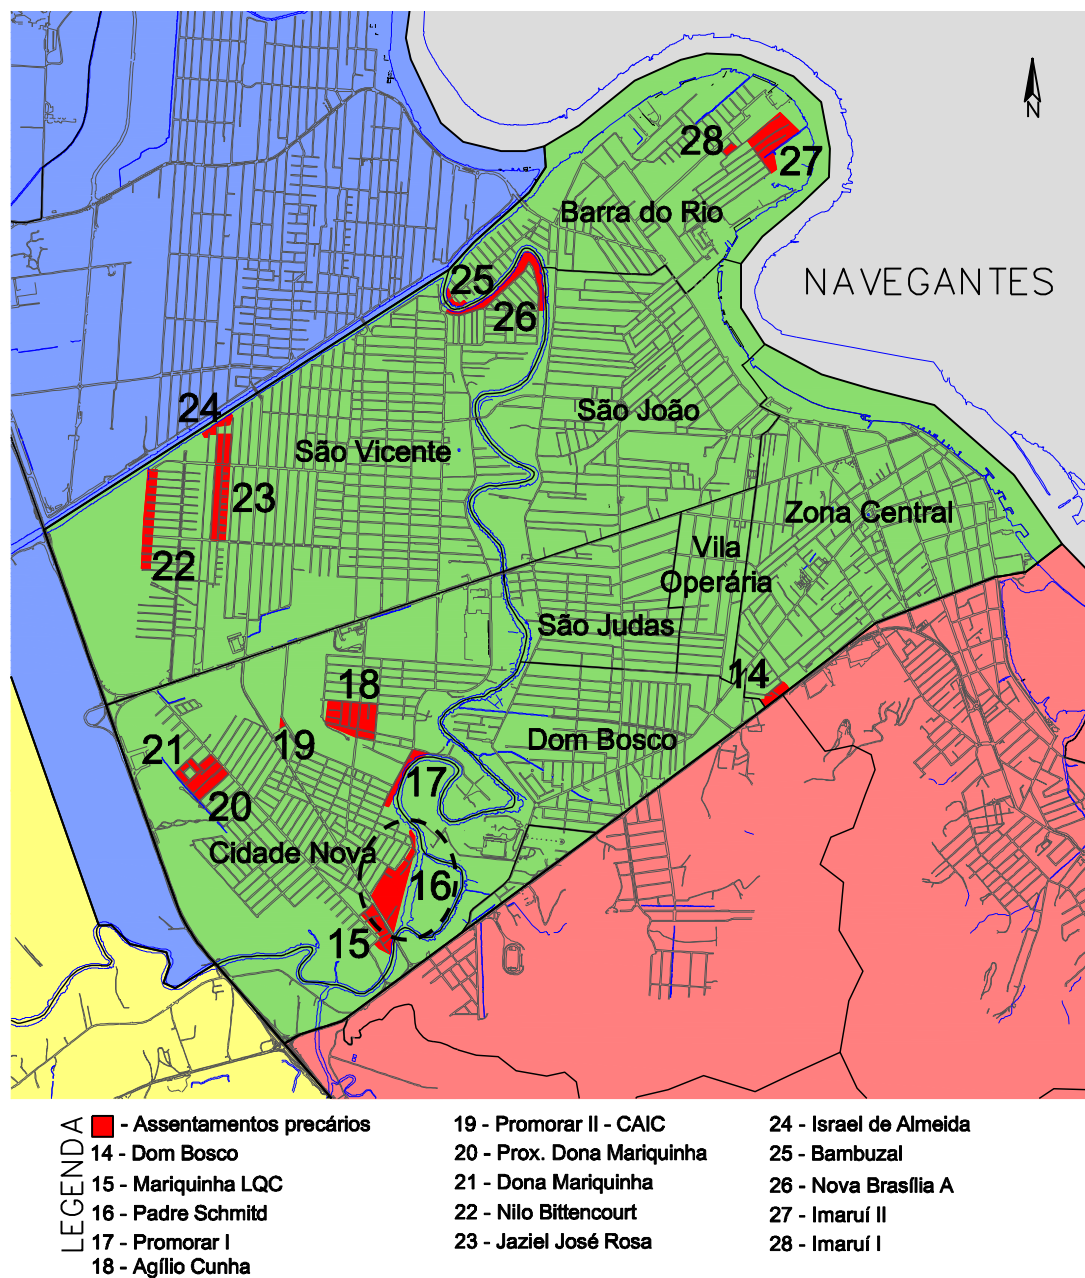 N
28
27
Barra do Rio
NAVEGANTES
25
26
24
São João
São Vicente
23
Zona Central
22
Vila
Operária
São Judas
14
18
19
Dom Bosco
21
17
20
Cidade Nova
16
15
LEGENDA
- Assentamentos precários
14 - Dom Bosco
15 - Mariquinha LQC
16 - Padre Schmitd
17 - Promorar I
18 - Agílio Cunha
19 - Promorar II - CAIC
20 - Prox. Dona Mariquinha
21 - Dona Mariquinha
22 - Nilo Bittencourt
23 - Jaziel José Rosa
24 - Israel de Almeida
25 - Bambuzal
26 - Nova Brasília A
27 - Imaruí II
28 - Imaruí I